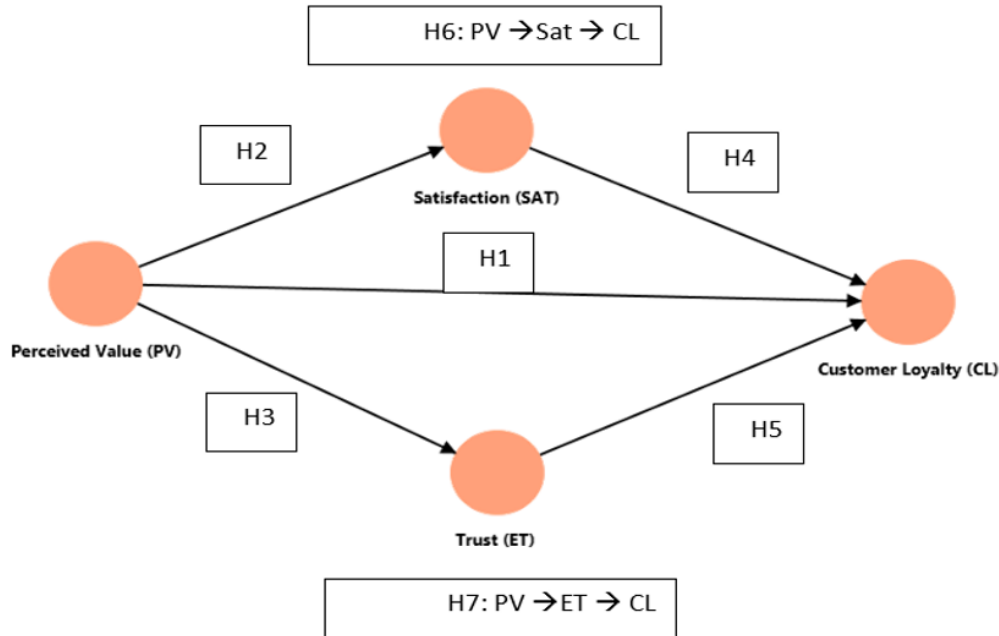 H6: PV → Sat → CL
H2
H4
Satisfaction (SAT)
H1
Perceived Value (PV)
Customer Loyalty (CL)
H3
H5
Trust (ET)
H7: PV → ET → CL